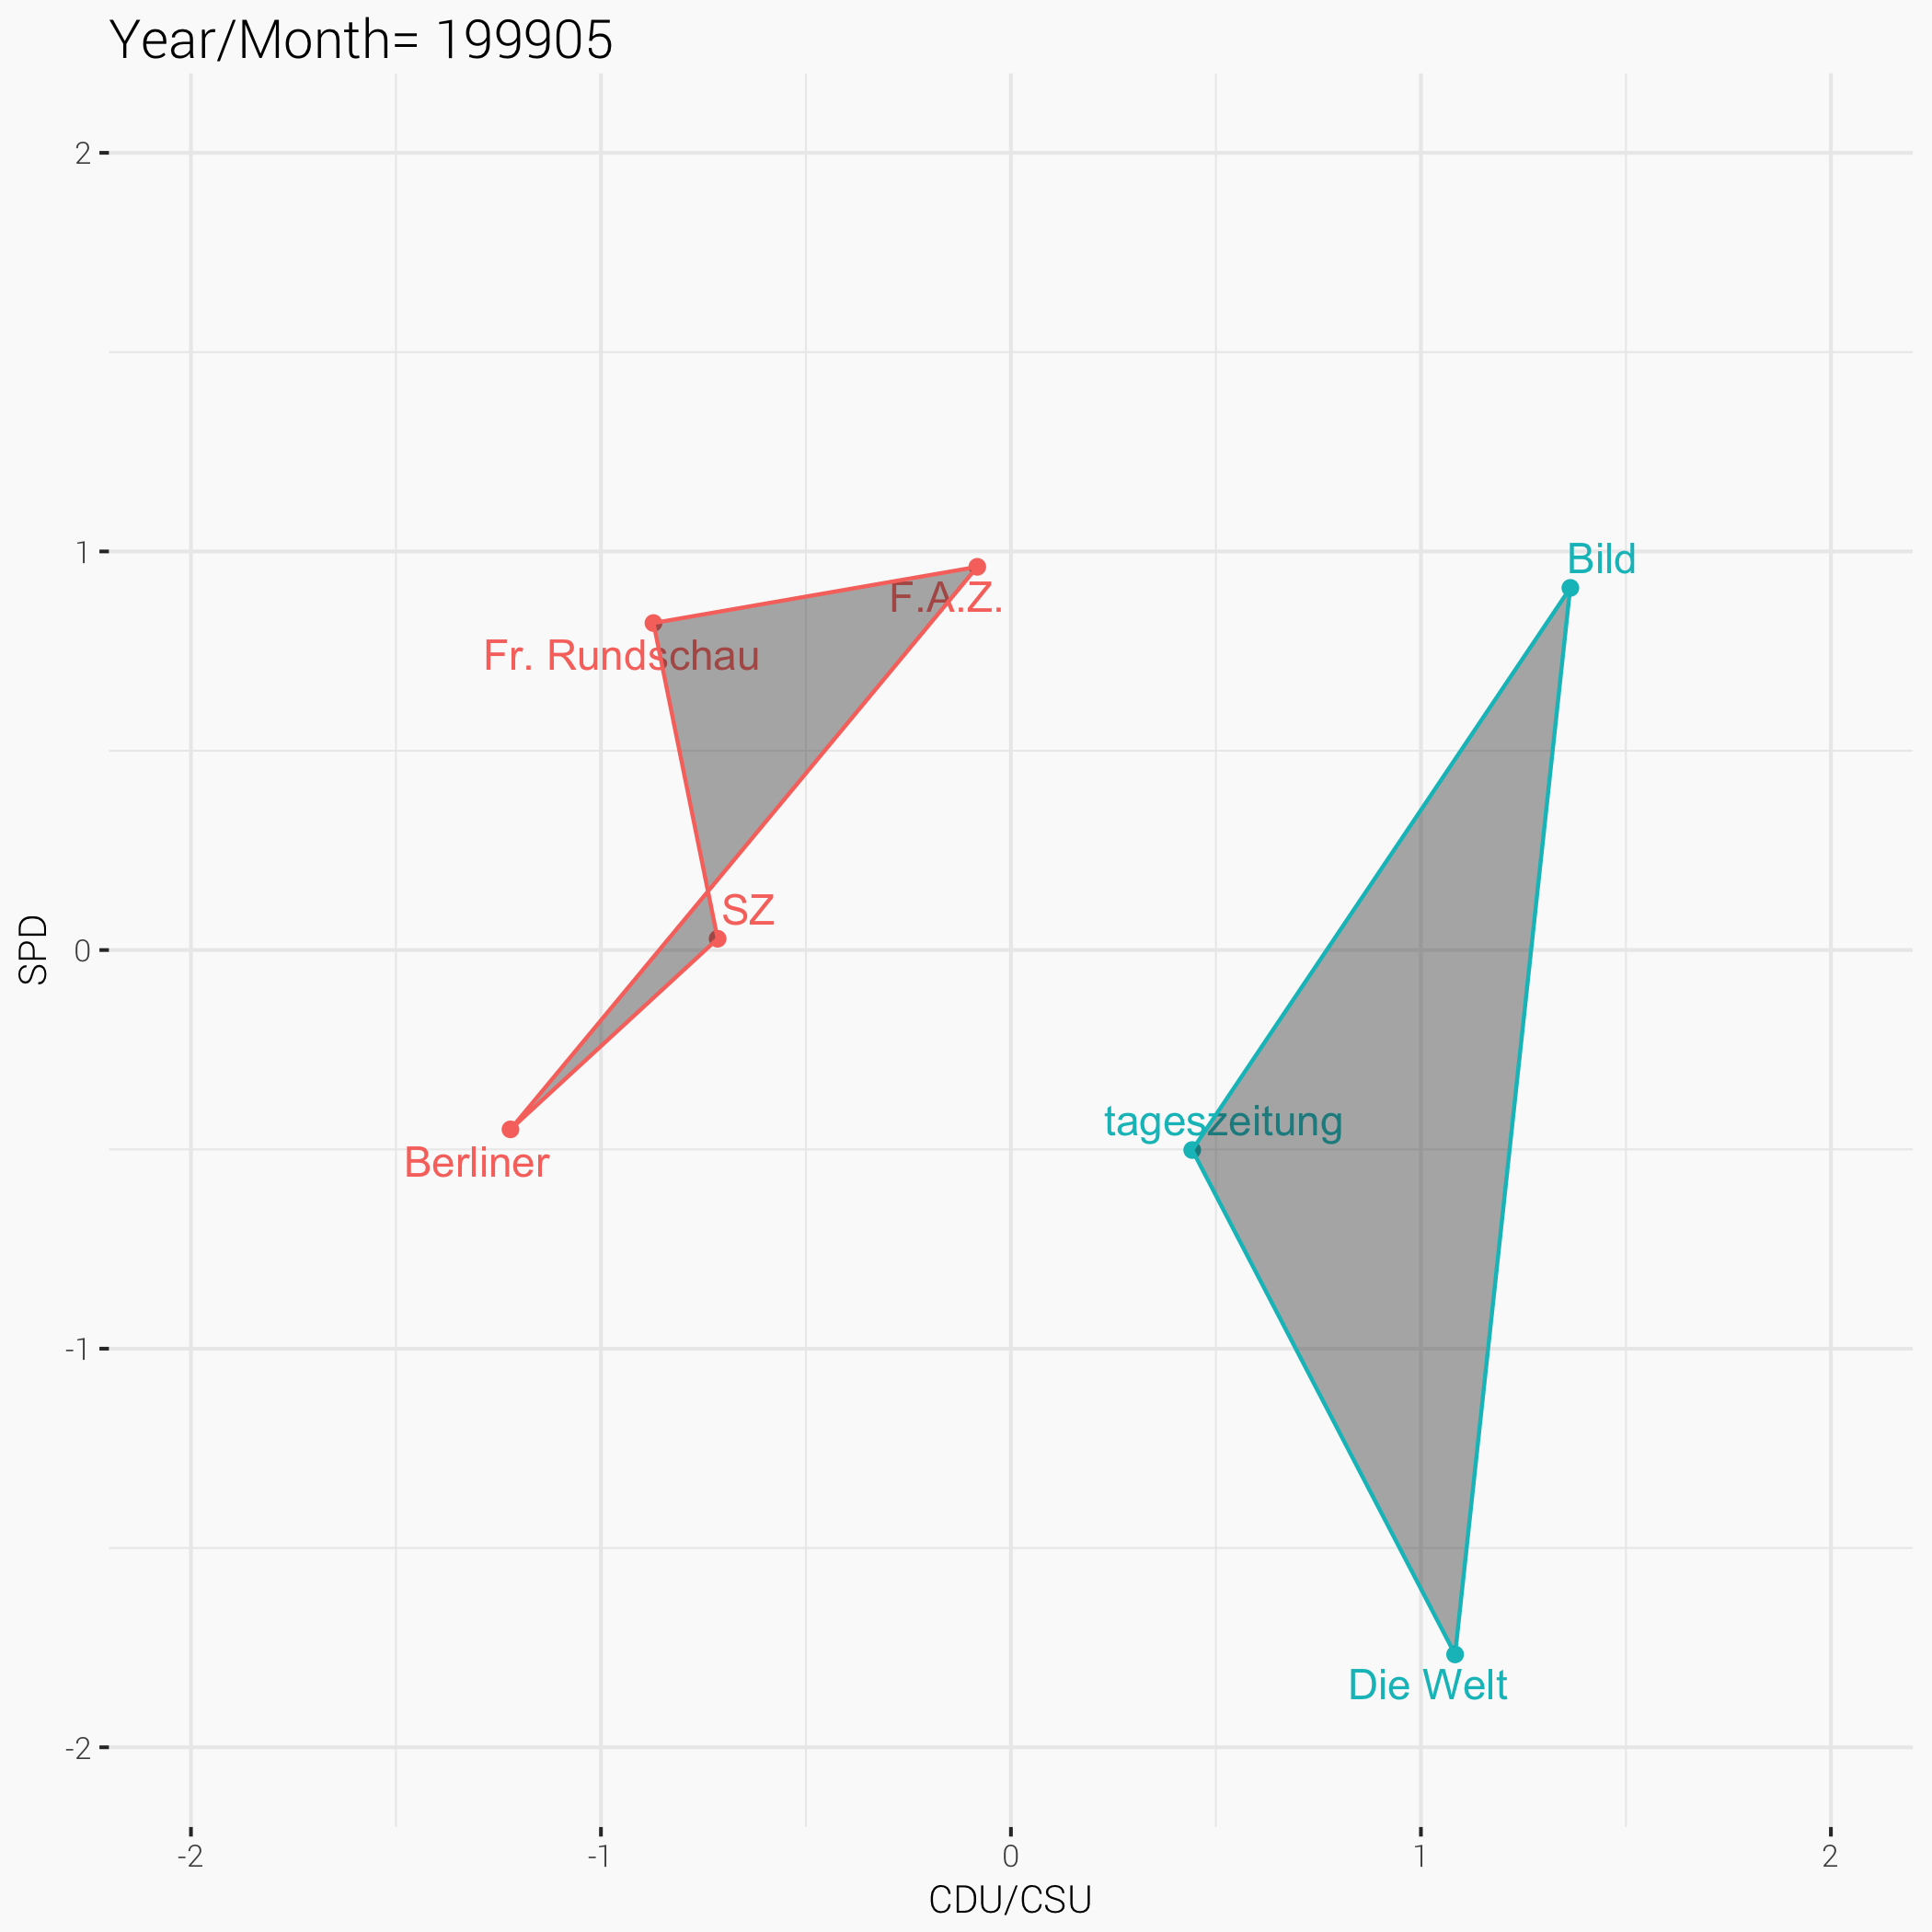 Year/Month= 199905
2
1
0
-1
-2
SPD
Bild
F.A.Z.
Fr. Rundschau
SZ
tageszeitung
Berliner
Die Welt
-2 -1 0 1 2
CDU/CSU